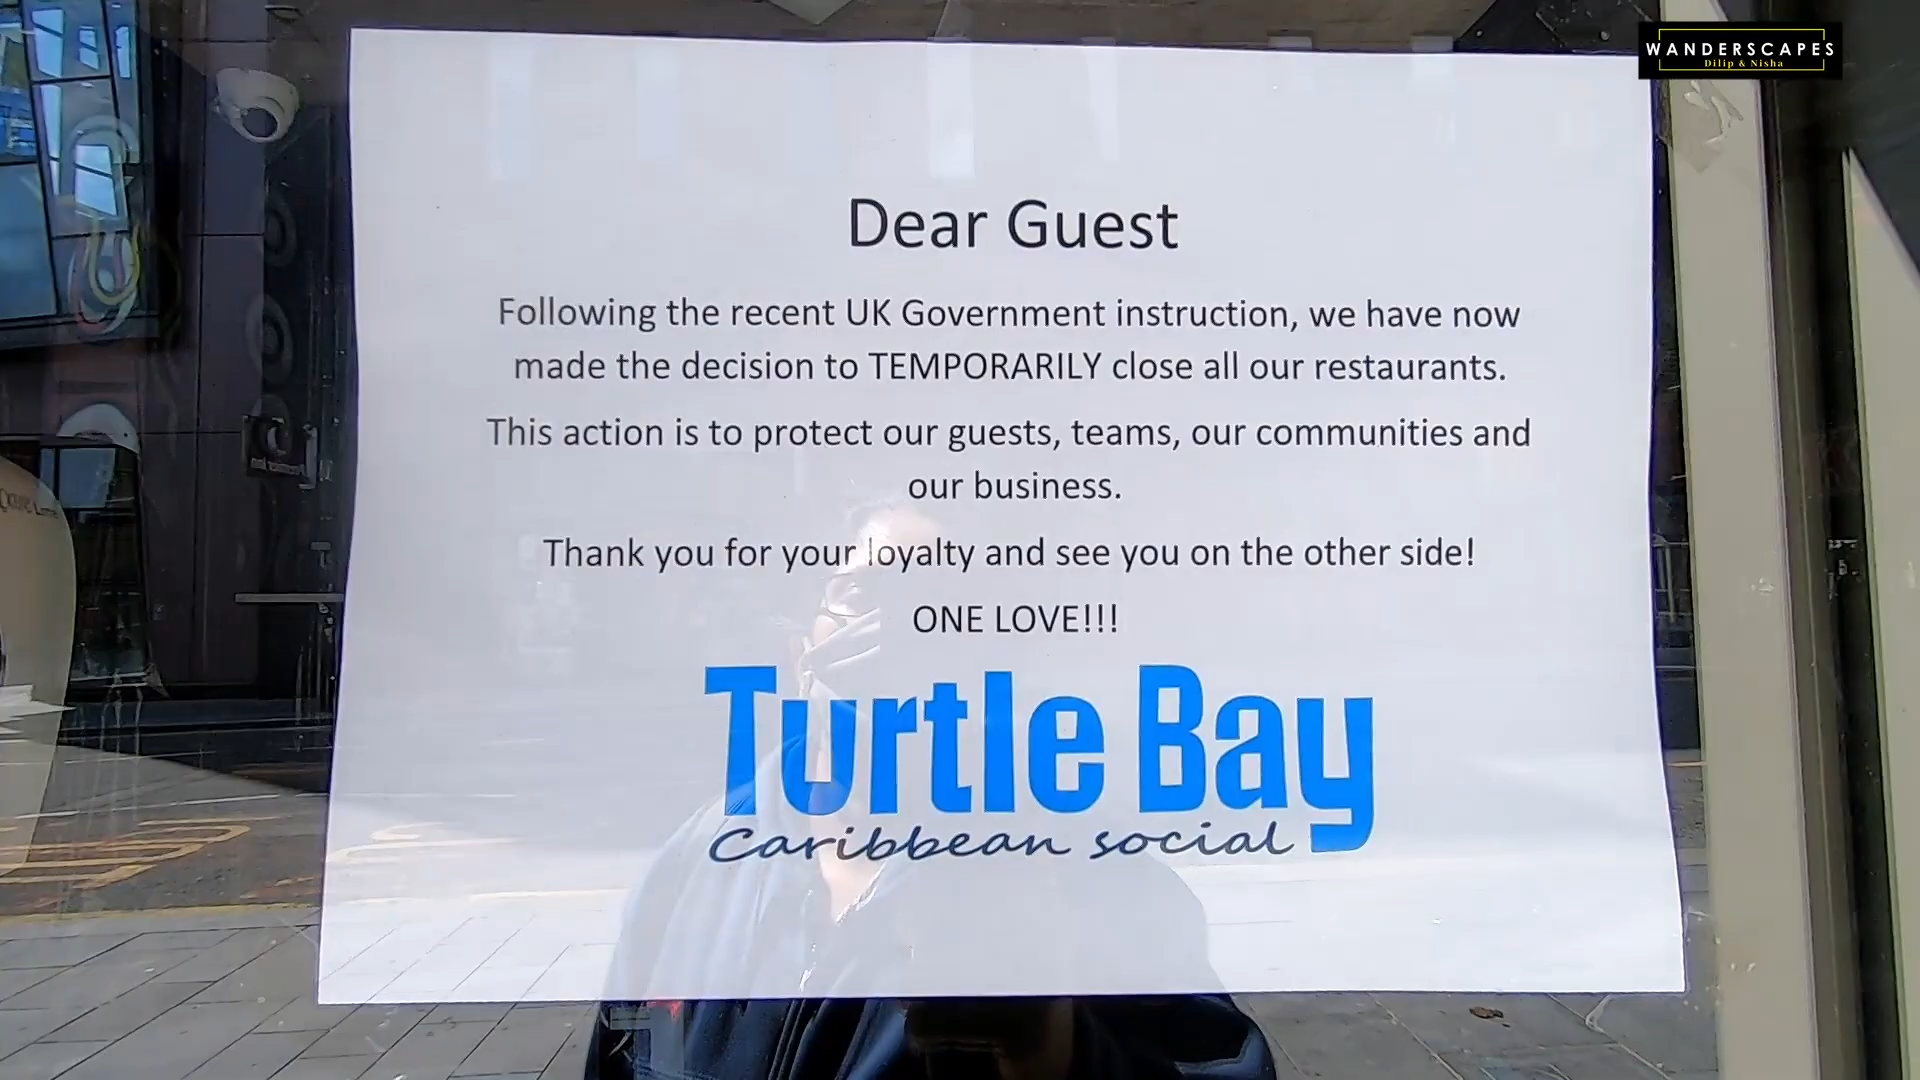 WANDERSCAPES
Dilip & Nisha
Dear Guest
Following the recent UK Government instruction, we have now
made the decision to TEMPORARILY close all our restaurants.
This action is to protect our guests, teams, our communities and
our business.
Thank you for your loyalty and see you on the other side!
ONE LOVE!!!
Turtle Bay
Caribbean social